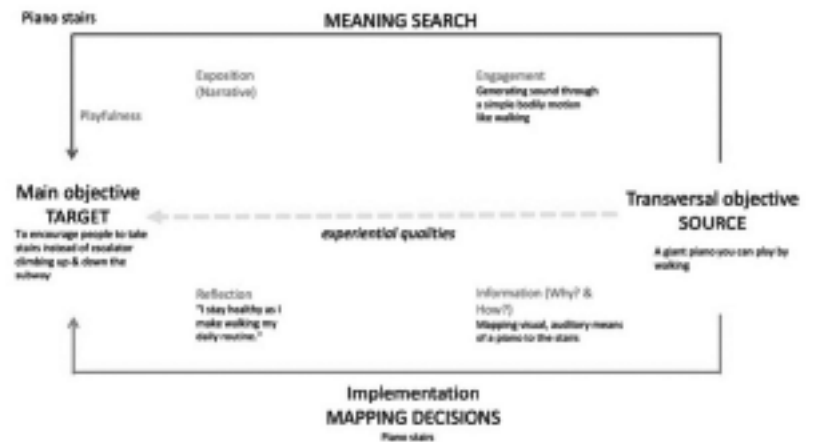 Piano stairs
MEANING SEARCH
Exposition
(Narrative)
Engagement
Generating sound through
a simple bodily motion
like walking
Playfulness
Main objective
TARGET
To encourage people to take
stairs instead of escalator
climbing up & down the
subway
experiential qualities
Transversal objective
SOURCE
A giant piano you can play by
walking
Reflection
"I stay healthy as I
make walking my
daily routine."
Information (Why? &
How?)
Mapping visual, auditory means
of a piano to the stairs
Implementation
MAPPING DECISIONS
Piano stairs